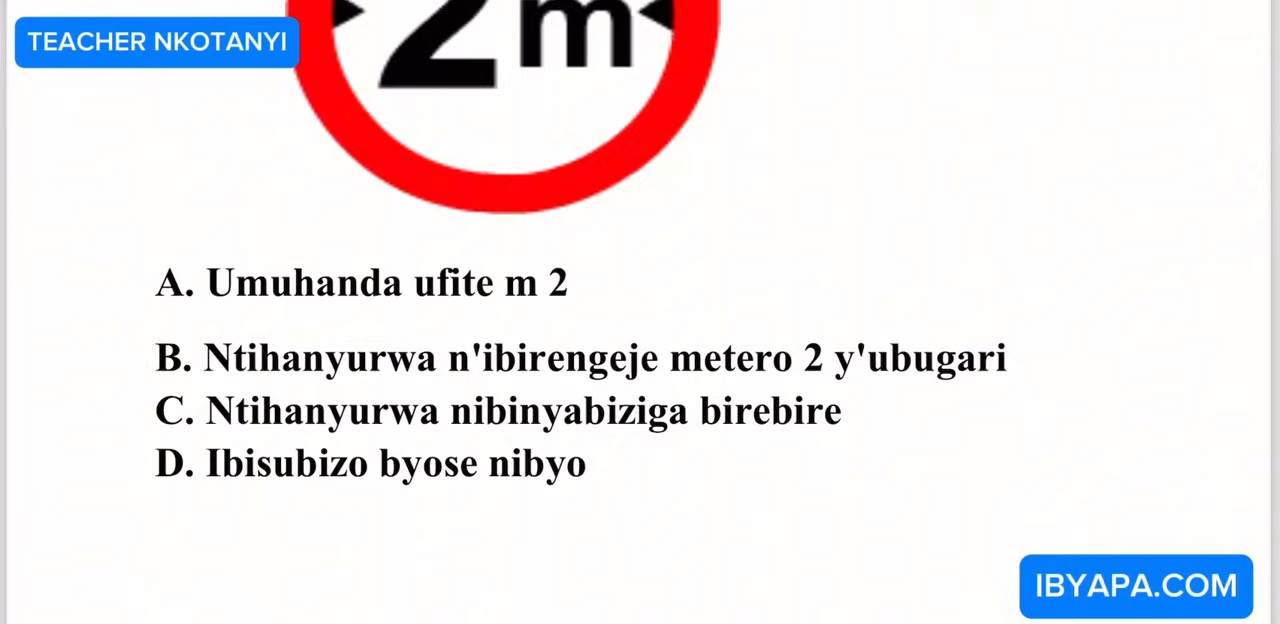 TEACHER NKOTANYI
2m
A. Umuhanda ufite m 2
B. Ntihanyurwa n'ibirengeje metero 2 y'ubugari
C. Ntihanyurwa nibinyabiziga birebire
D. Ibisubizo byose nibyo
IBYAPA.COM